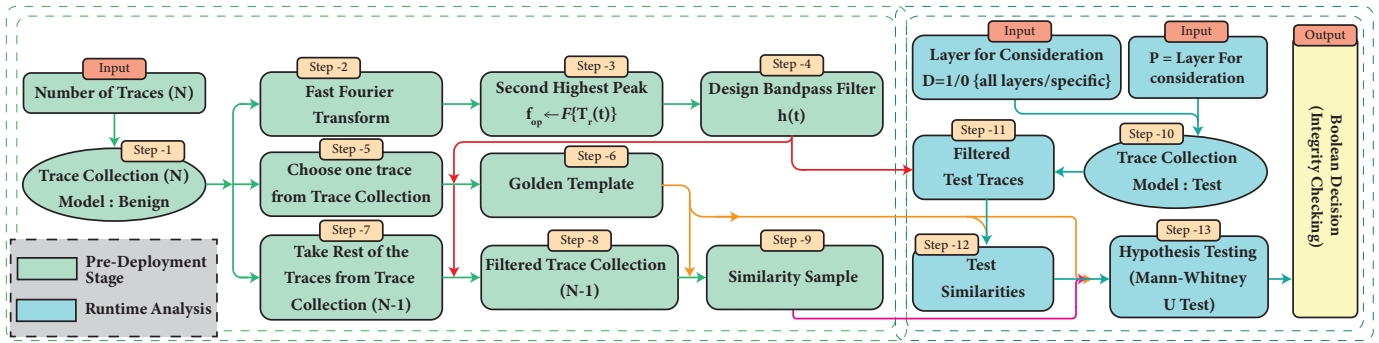 Input
Number of Traces (N)
Step -1
Trace Collection (N)
Model : Benign
Step -2
Fast Fourier
Transform
Step -3
Second Highest Peak
f_op ← F{T_r(t)}
Step -4
Design Bandpass Filter
h(t)
Step -5
Choose one trace
from Trace Collection
Step -6
Golden Template
Step -7
Take Rest of the
Traces from Trace
Collection (N-1)
Step -8
Filtered Trace Collection
(N-1)
Step -9
Similarity Sample
Pre-Deployment
Stage
Runtime Analysis
Input
Layer for Consideration
D=1/0 {all layers/specific}
Input
P = Layer For
consideration
Step -10
Trace Collection
Model : Test
Step -11
Filtered
Test Traces
Step -12
Test
Similarities
Step -13
Hypothesis Testing
(Mann-Whitney
U Test)
Output
Boolean Decision
(Integrity Checking)